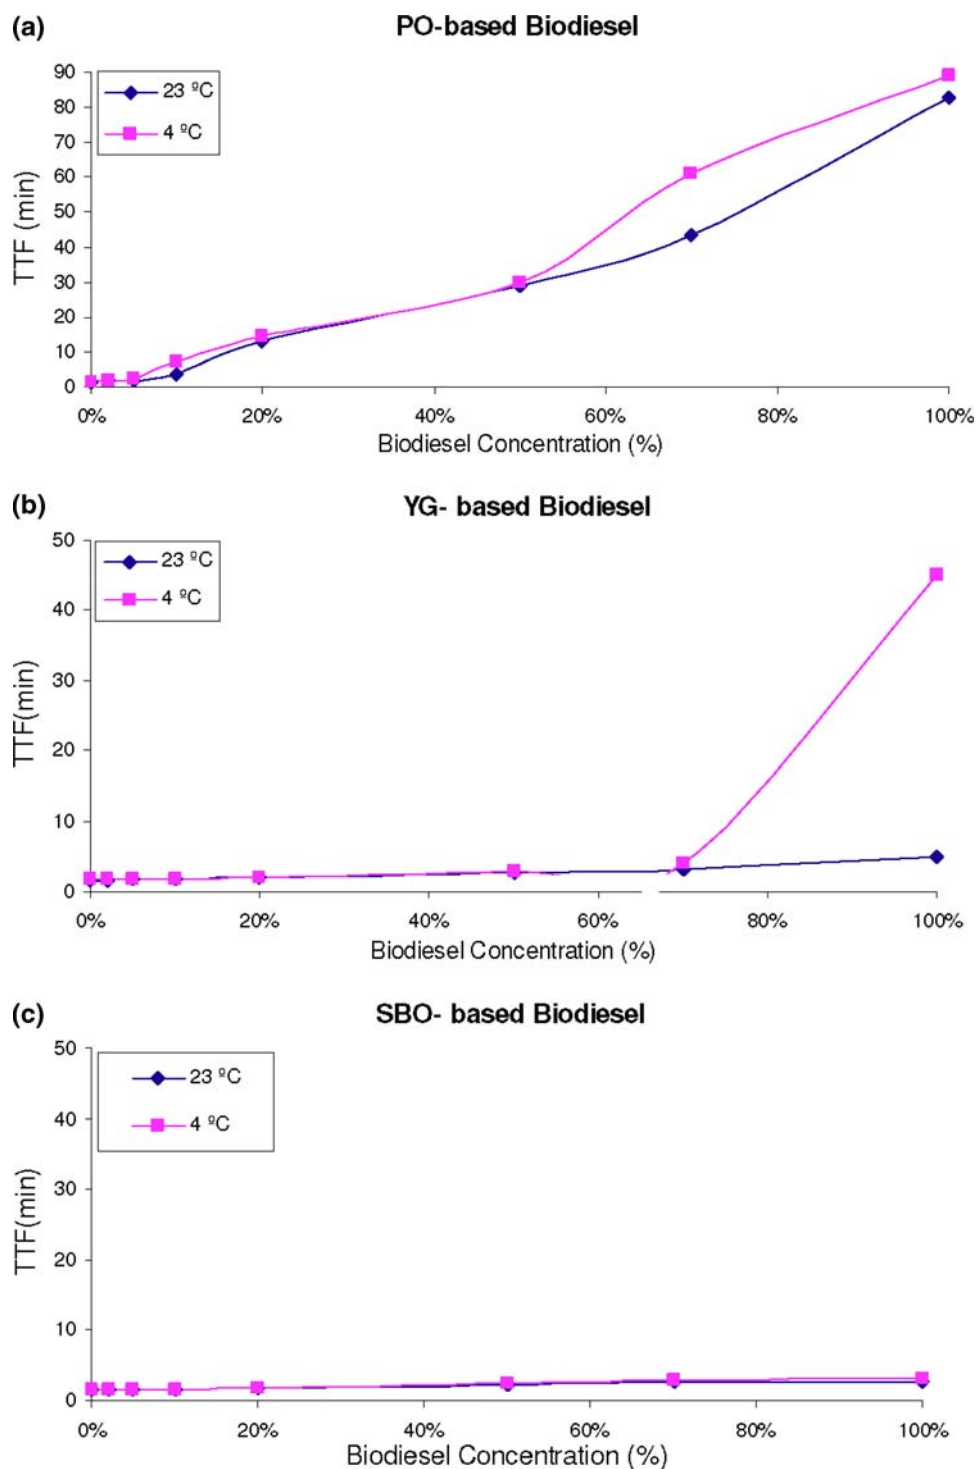 (a)
PO-based Biodiesel
90
80
70
60
50
40
30
20
10
0
TTF (min)
23 ºC
4 ºC
0% 20% 40% 60% 80% 100%
Biodiesel Concentration (%)
(b)
YG- based Biodiesel
50
40
30
20
10
0
TTF(min)
23 ºC
4 ºC
0% 20% 40% 60% 80% 100%
Biodiesel Concentration (%)
(c)
SBO- based Biodiesel
50
40
30
20
10
0
TTF(min)
23 ºC
4 ºC
0% 20% 40% 60% 80% 100%
Biodiesel Concentration (%)